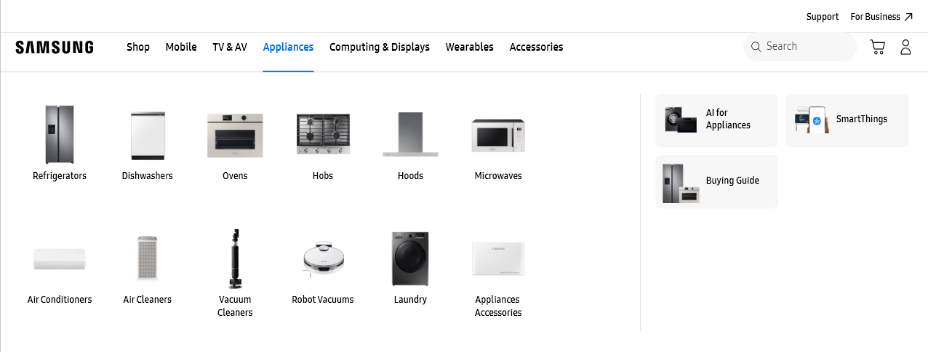 Support For Business
SAMSUNG Shop Mobile TV & AV Appliances Computing & Displays Wearables Accessories Search
Refrigerators Dishwashers Ovens Hobs Hoods Microwaves
AI for
Appliances
SmartThings
Buying Guide
Air Conditioners Air Cleaners Vacuum
Cleaners
Robot Vacuums Laundry Appliances
Accessories